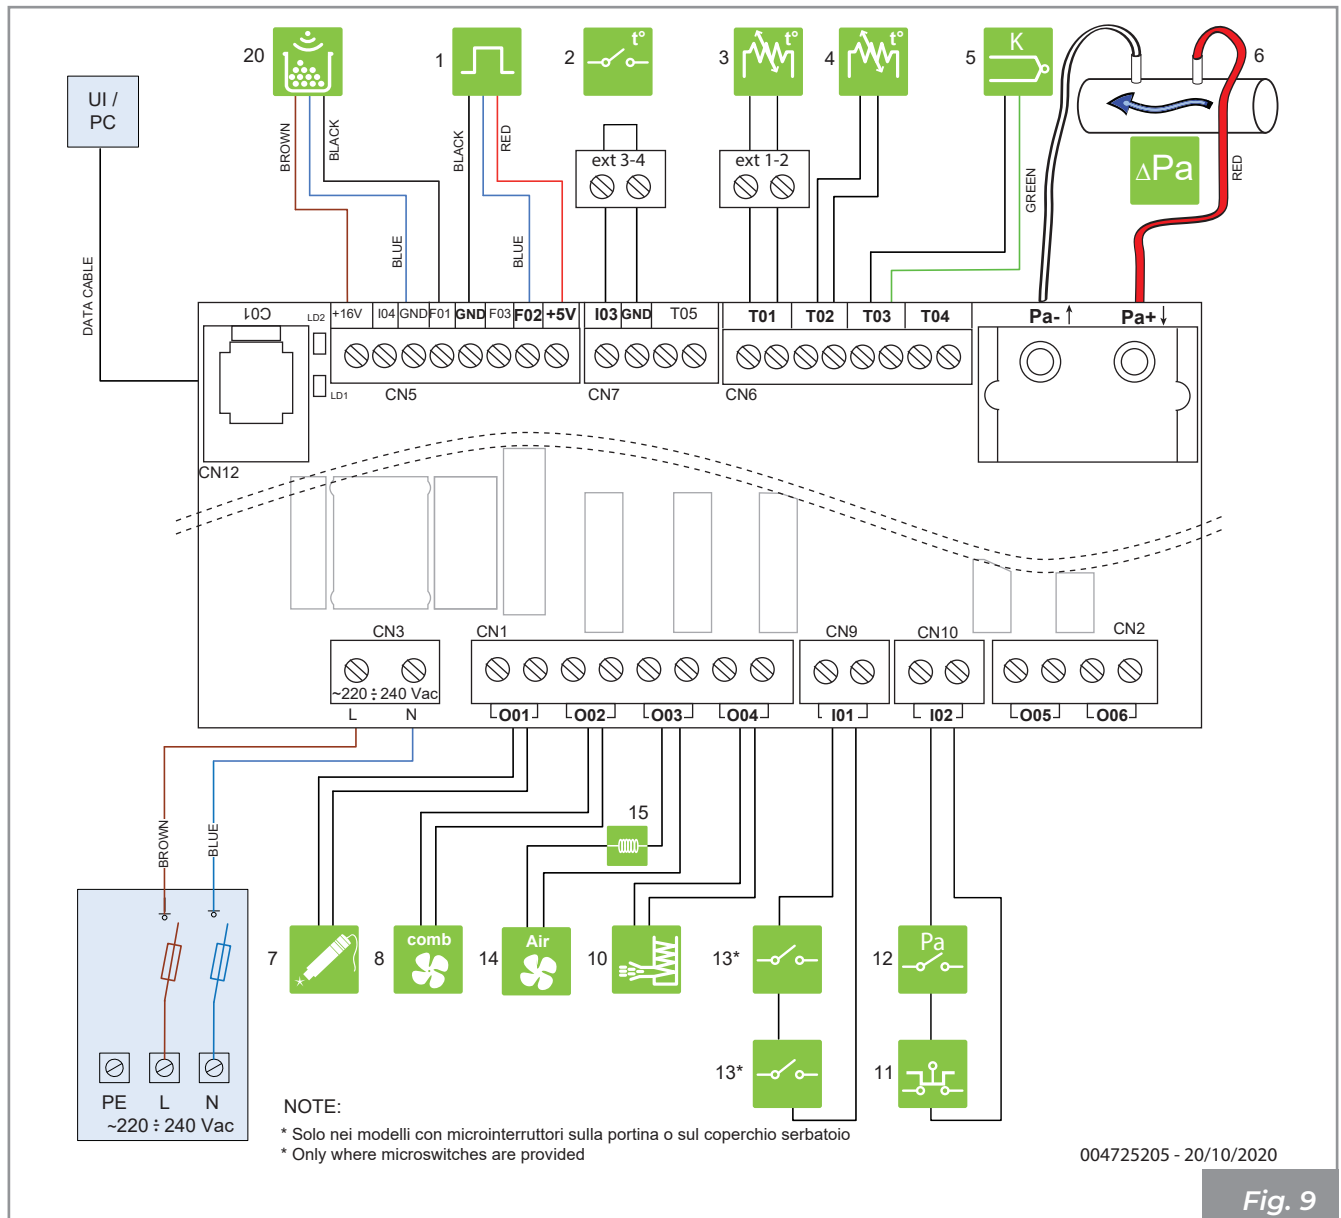 20
1
2
t°
3
t°
4
t°
5
K
6
UI /
PC
BROWN
BLACK
BLACK
RED
ext 3-4
ext 1-2
ΔPa
RED
GREEN
BLUE
BLUE
DATA CABLE
C01
LD2
+16V
I04
GND
F01
GND
F03
F02
+5V
I03
GND
T05
T01
T02
T03
T04
Pa- ↑
Pa+ ↓
LD1
CN5
CN7
CN6
CN12
CN3
CN1
CN9
CN10
CN2
~220 ÷ 240 Vac
L
N
O01
O02
O03
O04
I01
I02
O05
O06
BROWN
BLUE
15
7
8
comb
14
Air
10
13*
12
Pa
13*
11
PE
L
N
~220 ÷ 240 Vac
NOTE:
* Solo nei modelli con microinterruttori sulla portina o sul coperchio serbatoio
* Only where microswitches are provided
004725205 - 20/10/2020
Fig. 9